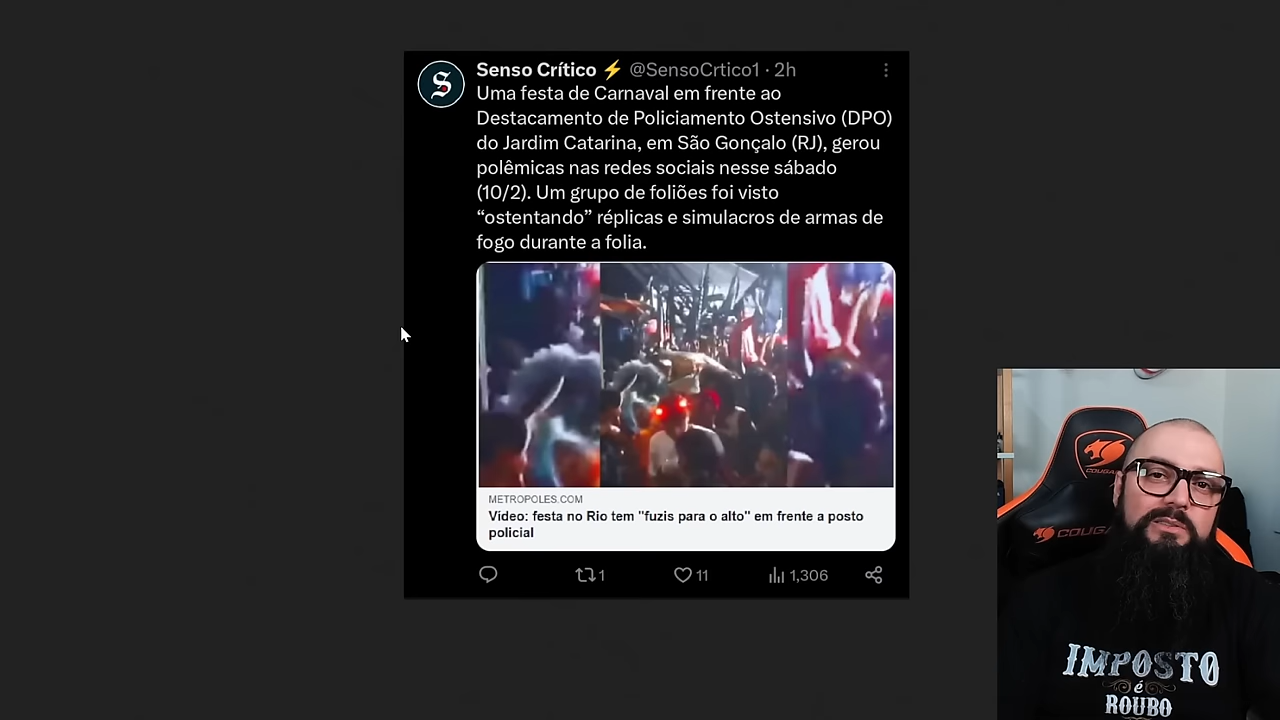 Senso Crítico ⚡ @SensoCrtico1 · 2h
Uma festa de Carnaval em frente ao
Destacamento de Policiamento Ostensivo (DPO)
do Jardim Catarina, em São Gonçalo (RJ), gerou
polêmicas nas redes sociais nesse sábado
(10/2). Um grupo de foliões foi visto
“ostentando” réplicas e simulacros de armas de
fogo durante a folia.
METROPOLES.COM
Vídeo: festa no Rio tem "fuzis para o alto" em frente a posto
policial
1
11
1,306
COUGAR
COUGA
IMPOSTO
é
ROUBO